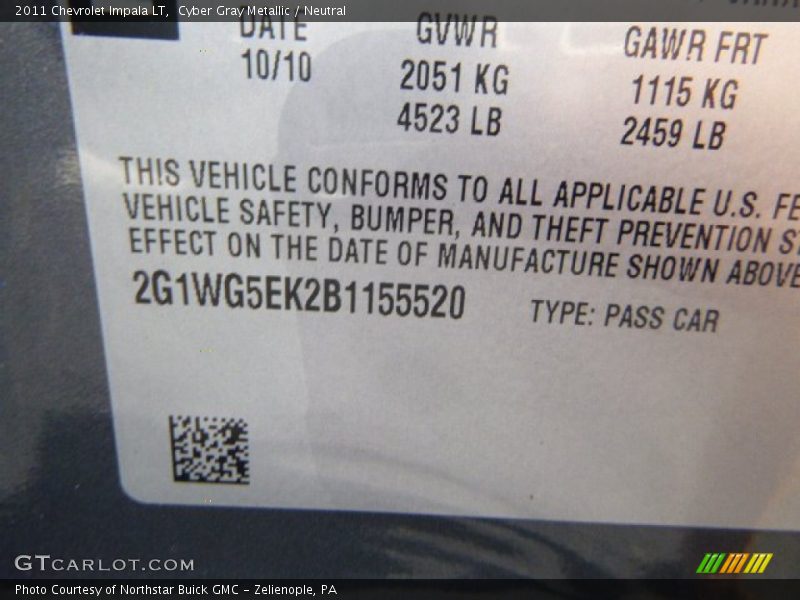 2011 Chevrolet Impala LT, Cyber Gray Metallic / Neutral
DATE GVWR GAWR FRT
10/10 2051 KG 1115 KG
4523 LB 2459 LB
THIS VEHICLE CONFORMS TO ALL APPLICABLE U.S. FE
VEHICLE SAFETY, BUMPER, AND THEFT PREVENTION S
EFFECT ON THE DATE OF MANUFACTURE SHOWN ABOVE
2G1WG5EK2B1155520 TYPE: PASS CAR
GTCARLOT.COM
Photo Courtesy of Northstar Buick GMC – Zelienople, PA